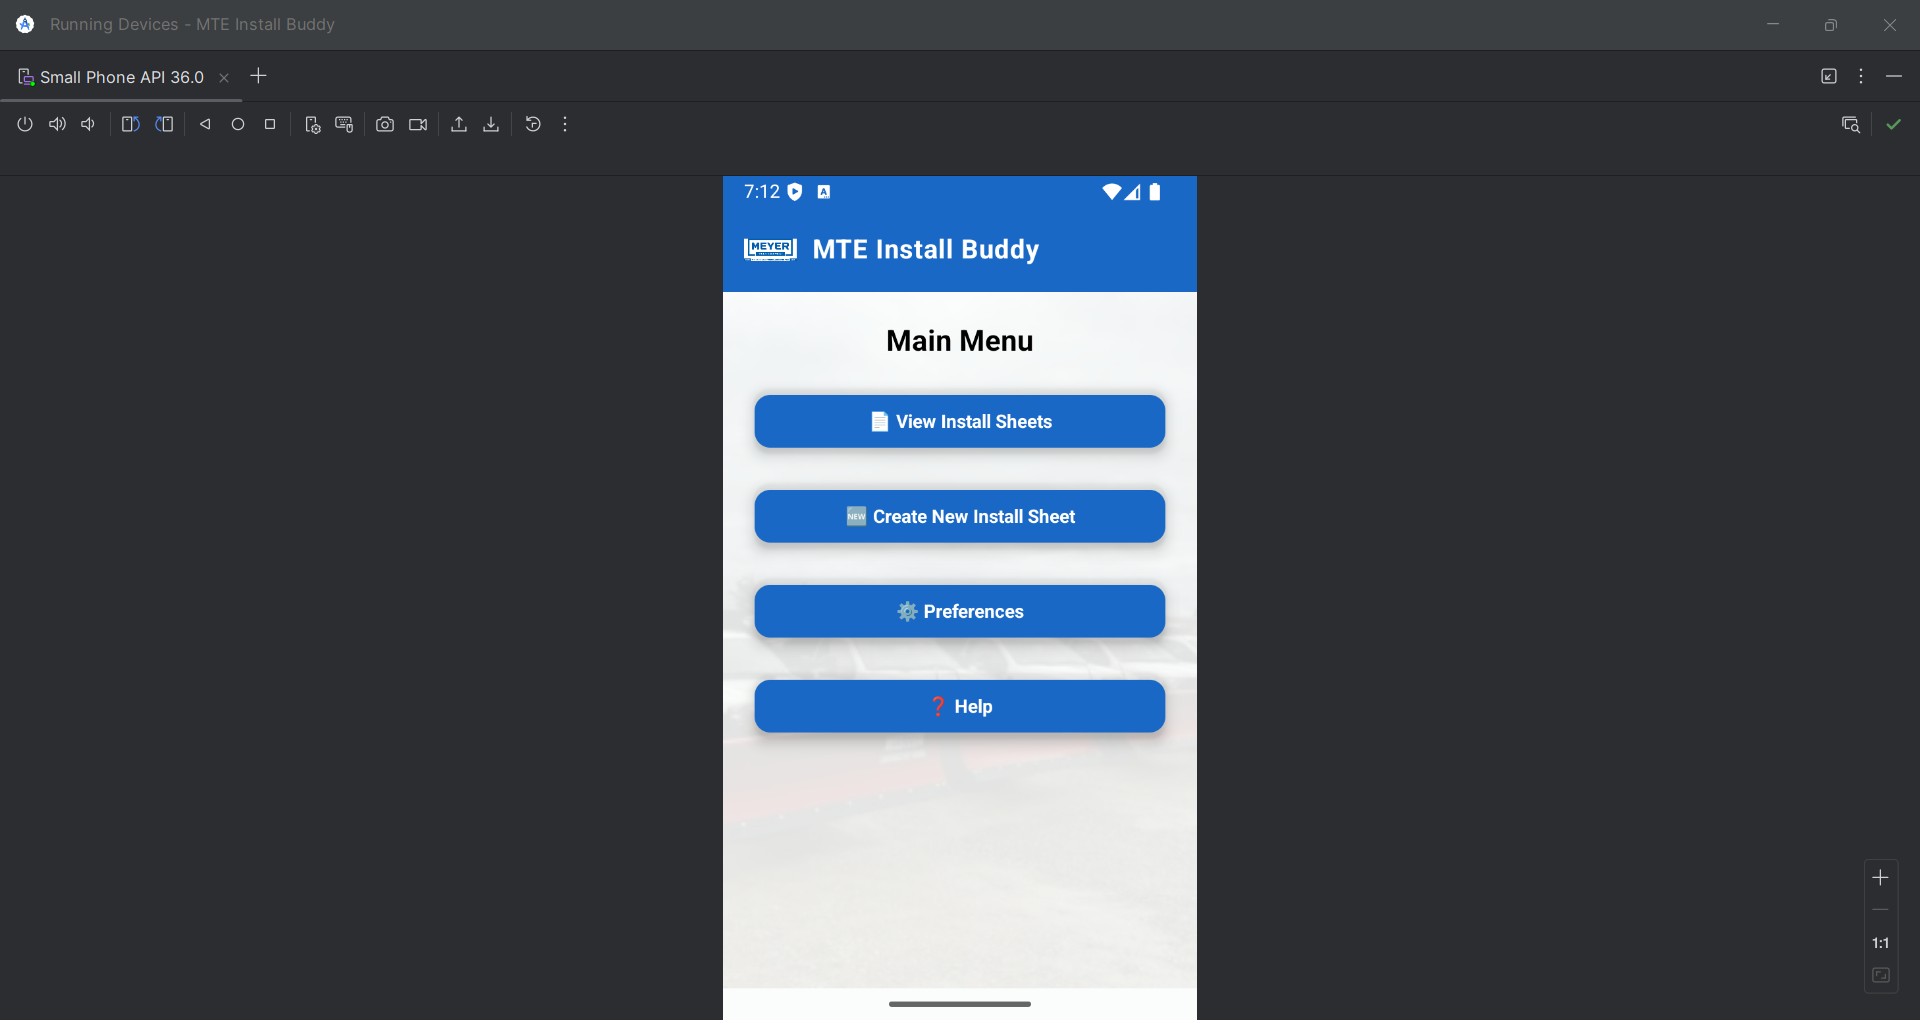 Running Devices - MTE Install Buddy
Small Phone API 36.0
7:12
MEYER
MTE Install Buddy
Main Menu
📄 View Install Sheets
🆕 Create New Install Sheet
⚙️ Preferences
❓ Help
1:1